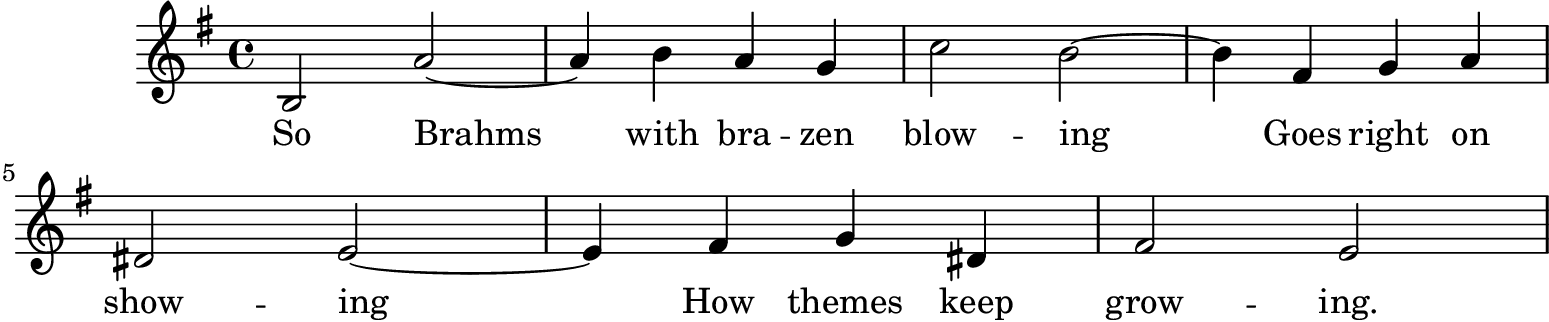 So Brahms with bra -- zen blow -- ing Goes right on
5
show -- ing How themes keep grow -- ing.